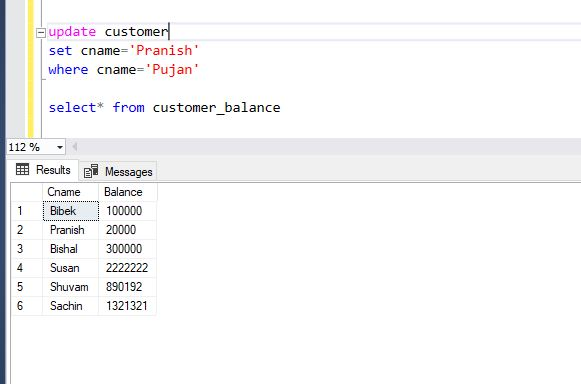 update customer
set cname='Pranish'
where cname='Pujan'
select* from customer_balance
112 %
Results Messages
Cname Balance
1 Bibek 100000
2 Pranish 20000
3 Bishal 300000
4 Susan 2222222
5 Shuvam 890192
6 Sachin 1321321